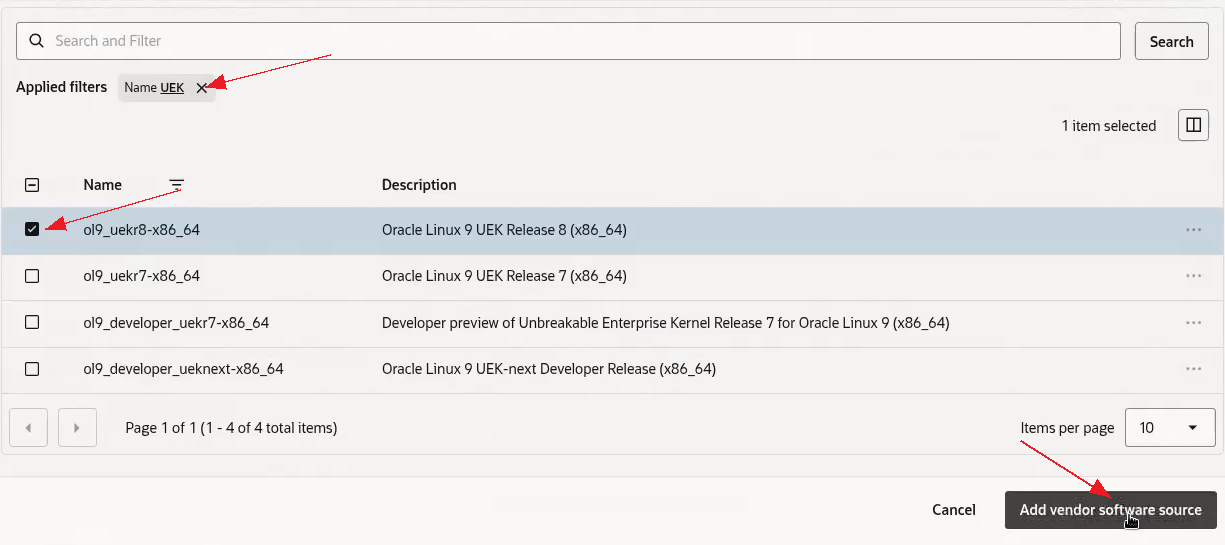 Search and Filter
Search
Applied filters
Name UEK
1 item selected
Name Description
ol9_uekr8-x86_64 Oracle Linux 9 UEK Release 8 (x86_64)
ol9_uekr7-x86_64 Oracle Linux 9 UEK Release 7 (x86_64)
ol9_developer_uekr7-x86_64 Developer preview of Unbreakable Enterprise Kernel Release 7 for Oracle Linux 9 (x86_64)
ol9_developer_ueknext-x86_64 Oracle Linux 9 UEK-next Developer Release (x86_64)
Page 1 of 1 (1 - 4 of 4 total items) Items per page 10
Cancel Add vendor software source